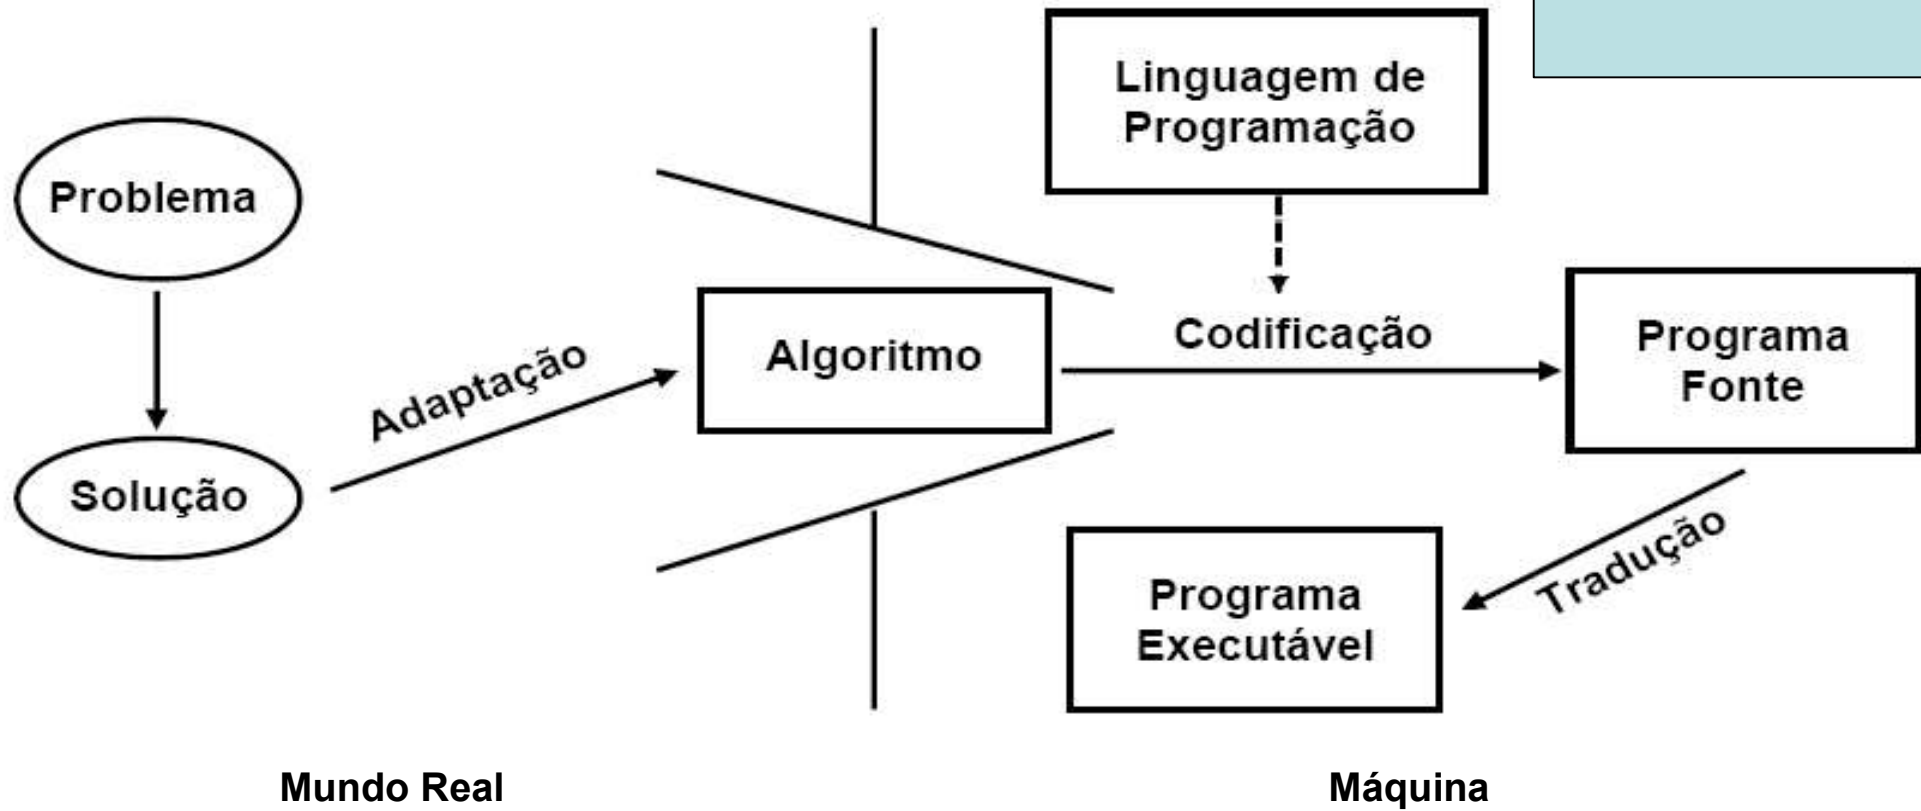 Problema
Solução
Adaptação
Algoritmo
Linguagem de
Programação
Codificação
Programa
Fonte
Tradução
Programa
Executável
Mundo Real
Máquina